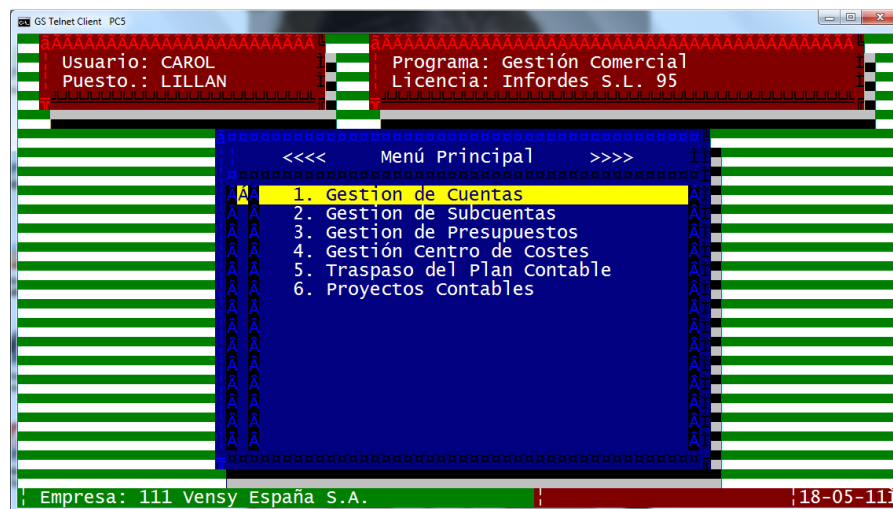 GS Telnet Client PC5
Usuario: CAROL
Puesto.: LILLAN
Programa: Gestión Comercial
Licencia: Infordes S.L. 95
<<<< Menú Principal >>>>
1. Gestion de Cuentas
2. Gestion de Subcuentas
3. Gestion de Presupuestos
4. Gestión Centro de Costes
5. Traspaso del Plan Contable
6. Proyectos Contables
Empresa: 111 Vensy España S.A.
18-05-111